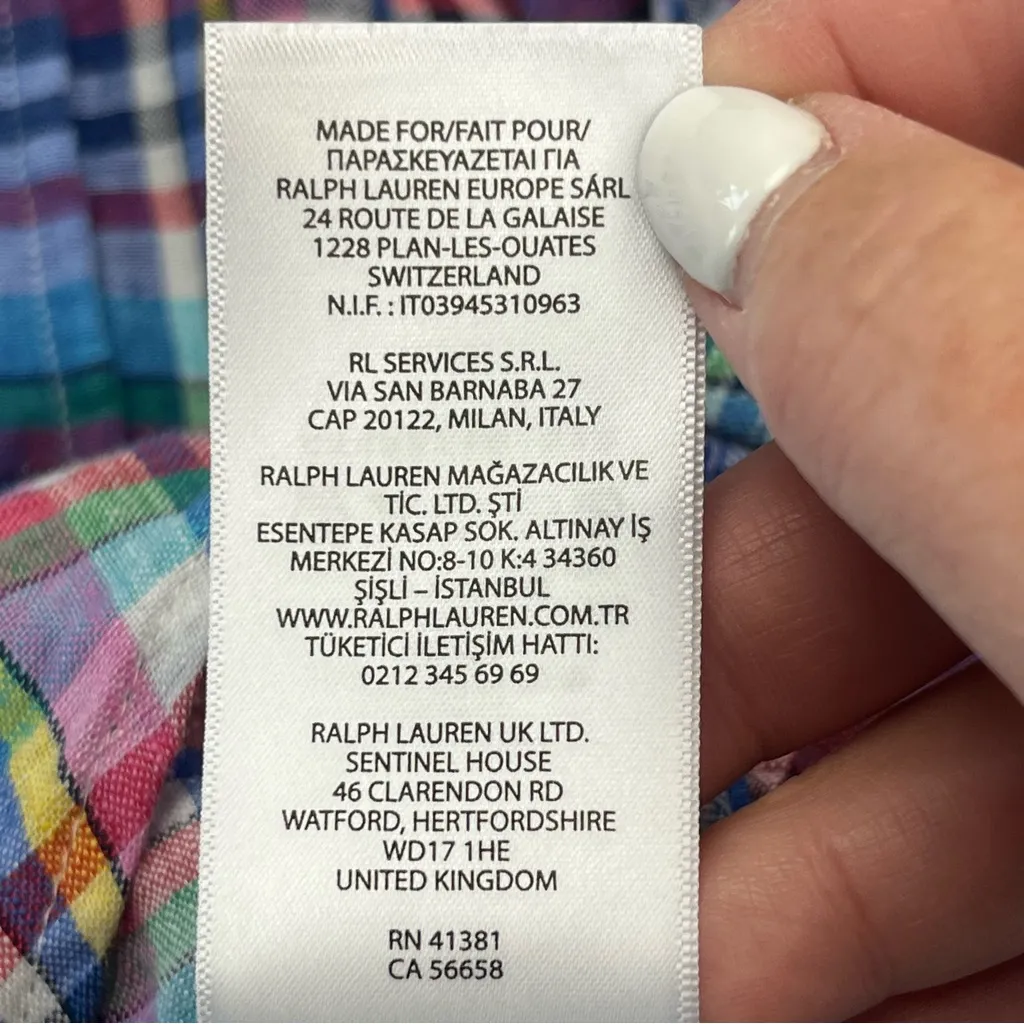 MADE FOR/FAIT POUR/
ΠΑΡΑΣΚΕΥΑΖΕΤΑΙ ΓΙΑ
RALPH LAUREN EUROPE SÁRL
24 ROUTE DE LA GALAISE
1228 PLAN-LES-OUATES
SWITZERLAND
N.I.F. : IT03945310963
RL SERVICES S.R.L.
VIA SAN BARNABA 27
CAP 20122, MILAN, ITALY
RALPH LAUREN MAĞAZACILIK VE
TİC. LTD. ŞTİ
ESENTEPE KASAP SOK. ALTINAY İŞ
MERKEZİ NO:8-10 K:4 34360
ŞİŞLİ – İSTANBUL
WWW.RALPHLAUREN.COM.TR
TÜKETİCİ İLETİŞİM HATTI:
0212 345 69 69
RALPH LAUREN UK LTD.
SENTINEL HOUSE
46 CLARENDON RD
WATFORD, HERTFORDSHIRE
WD17 1HE
UNITED KINGDOM
RN 41381
CA 56658